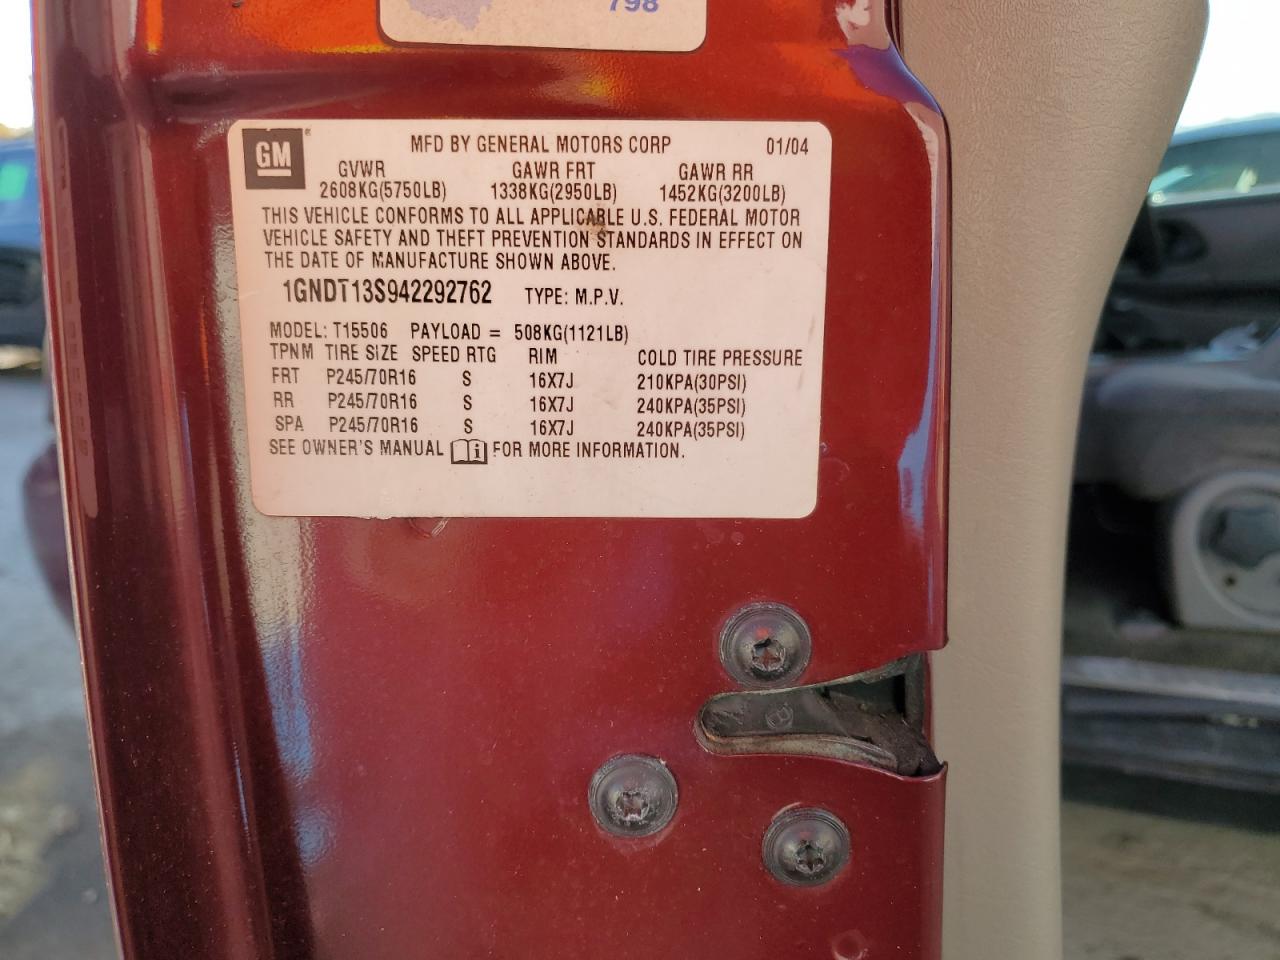 798
GM
MFD BY GENERAL MOTORS CORP 01/04
GVWR GAWR FRT GAWR RR
2608KG(5750LB) 1338KG(2950LB) 1452KG(3200LB)
THIS VEHICLE CONFORMS TO ALL APPLICABLE U.S. FEDERAL MOTOR
VEHICLE SAFETY AND THEFT PREVENTION STANDARDS IN EFFECT ON
THE DATE OF MANUFACTURE SHOWN ABOVE.
1GNDT13S942292762 TYPE: M.P.V.
MODEL: T15506 PAYLOAD = 508KG(1121LB)
TPNM TIRE SIZE SPEED RTG RIM COLD TIRE PRESSURE
FRT P245/70R16 S 16X7J 210KPA(30PSI)
RR P245/70R16 S 16X7J 240KPA(35PSI)
SPA P245/70R16 S 16X7J 240KPA(35PSI)
SEE OWNER'S MANUAL i FOR MORE INFORMATION.